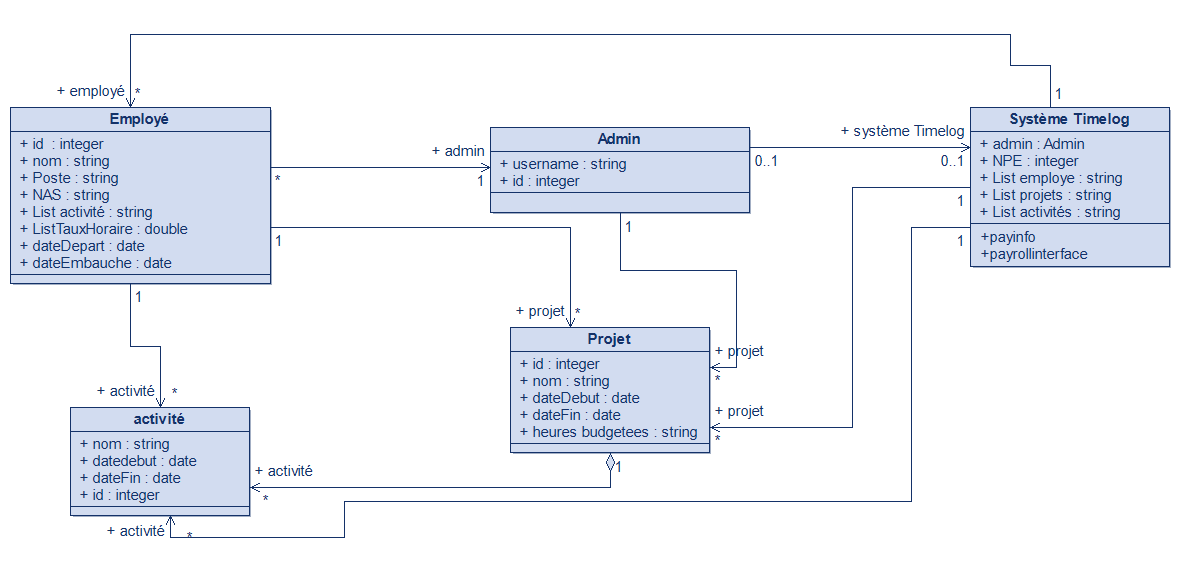 + employé
*
1
Employé
+ id : integer
+ nom : string
+ Poste : string
+ NAS : string
+ List activité : string
+ ListTauxHoraire : double
+ dateDepart : date
+ dateEmbauche : date
*
1
1
+ admin
1
Admin
+ username : string
+ id : integer
0..1
1
+ système Timelog
0..1
Système Timelog
+ admin : Admin
+ NPE : integer
+ List employe : string
+ List projets : string
+ List activités : string
+payinfo
+payrollinterface
1
1
+ projet
*
Projet
+ id : integer
+ nom : string
+ dateDebut : date
+ dateFin : date
+ heures budgetees : string
+ projet
*
+ projet
*
1
+ activité
*
activité
+ nom : string
+ datedebut : date
+ dateFin : date
+ id : integer
+ activité
*
+ activité
*